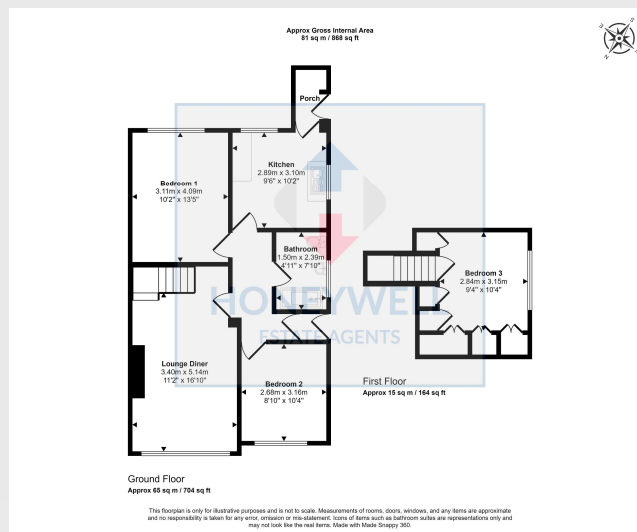 Approx Gross Internal Area
81 sq m / 868 sq ft
Porch
Kitchen
2.89m x 3.10m
9'6" x 10'2"
Bedroom 1
3.11m x 4.09m
10'2" x 13'5"
Bathroom
1.50m x 2.39m
4'11" x 7'10"
Bedroom 3
2.84m x 3.15m
9'4" x 10'4"
HONEYWELL
ESTATE AGENTS
Lounge Diner
3.40m x 5.14m
11'2" x 16'10"
Bedroom 2
2.68m x 3.16m
8'10" x 10'4"
First Floor
Approx 15 sq m / 164 sq ft
Ground Floor
Approx 65 sq m / 704 sq ft
This floorplan is only for illustrative purposes and is not to scale. Measurements of rooms, doors, windows, and any items are approximate
and no responsibility is taken for any error, omission or mis-statement. Icons of items such as bathroom suites are representations only and
may not look like the real items. Made with Made Snappy 360.